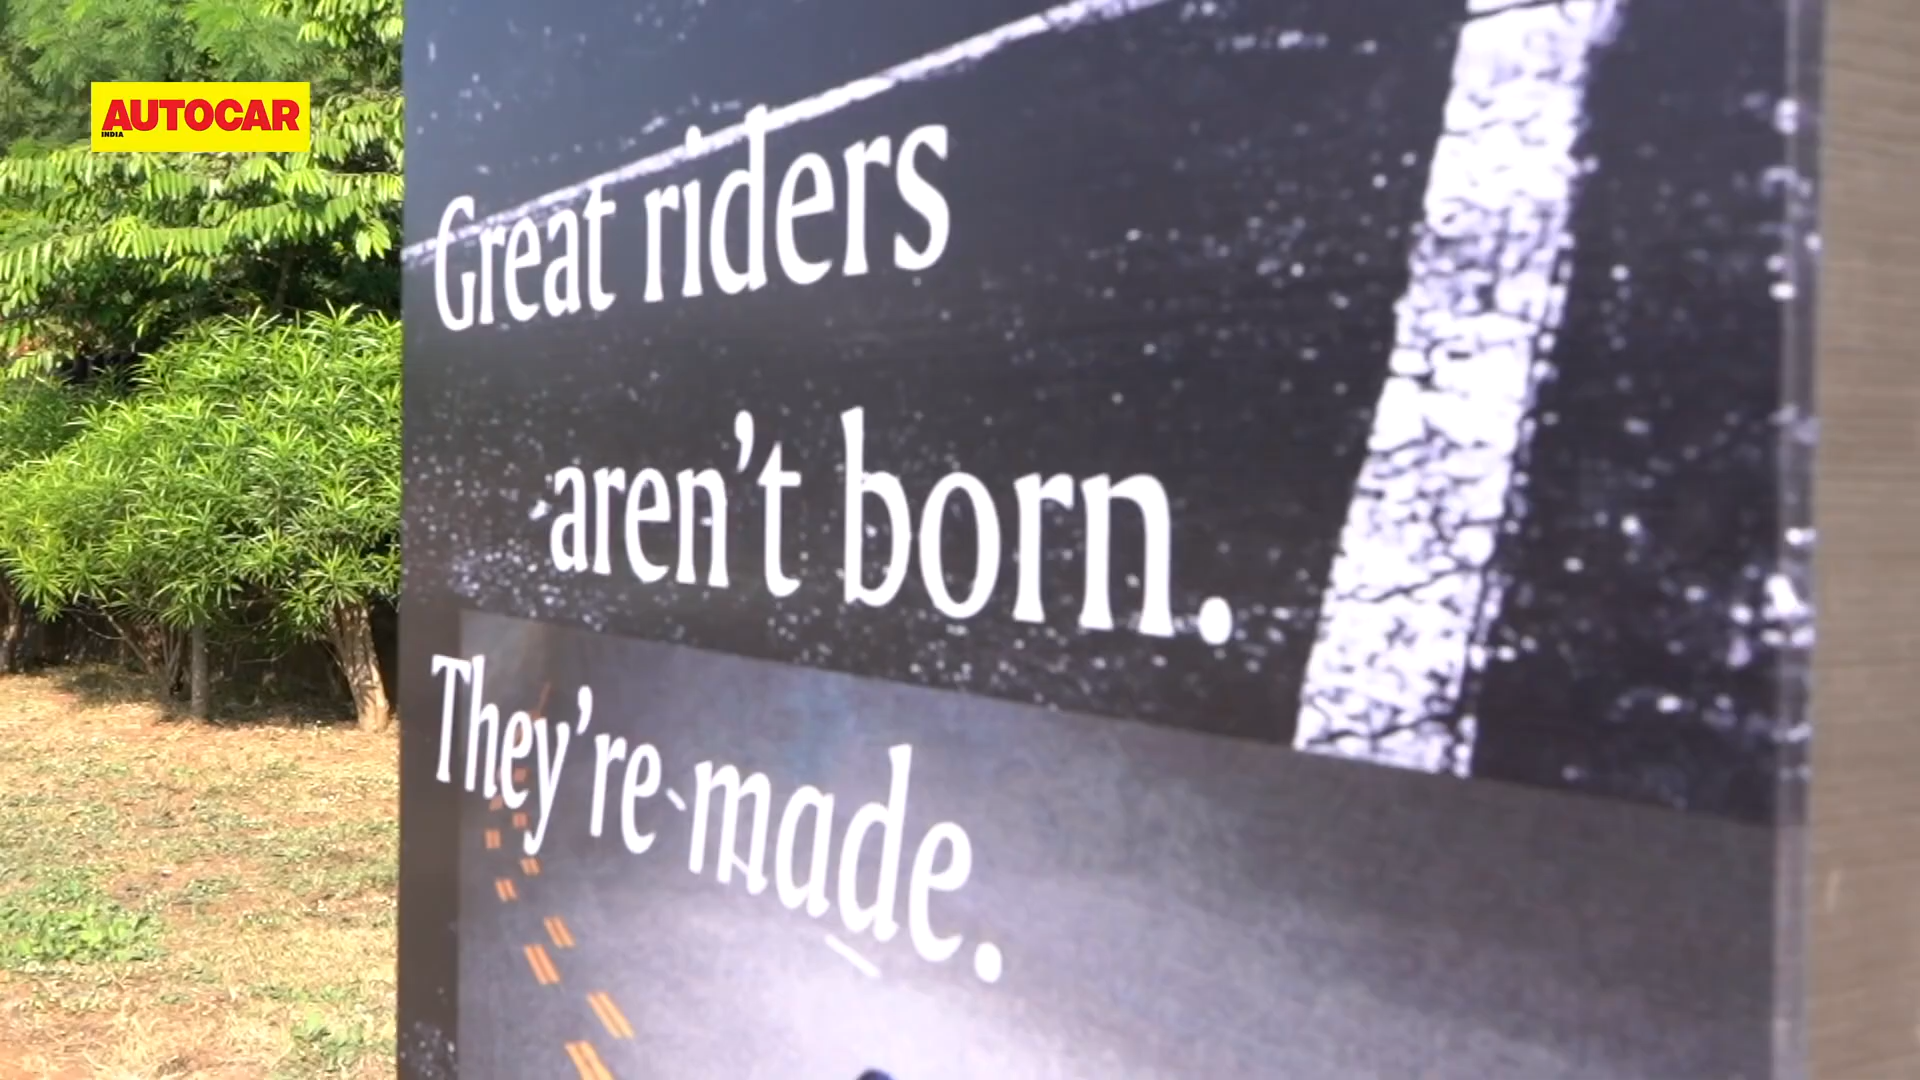 AUTOCAR
INDIA
Great riders
aren't born.
They're made.